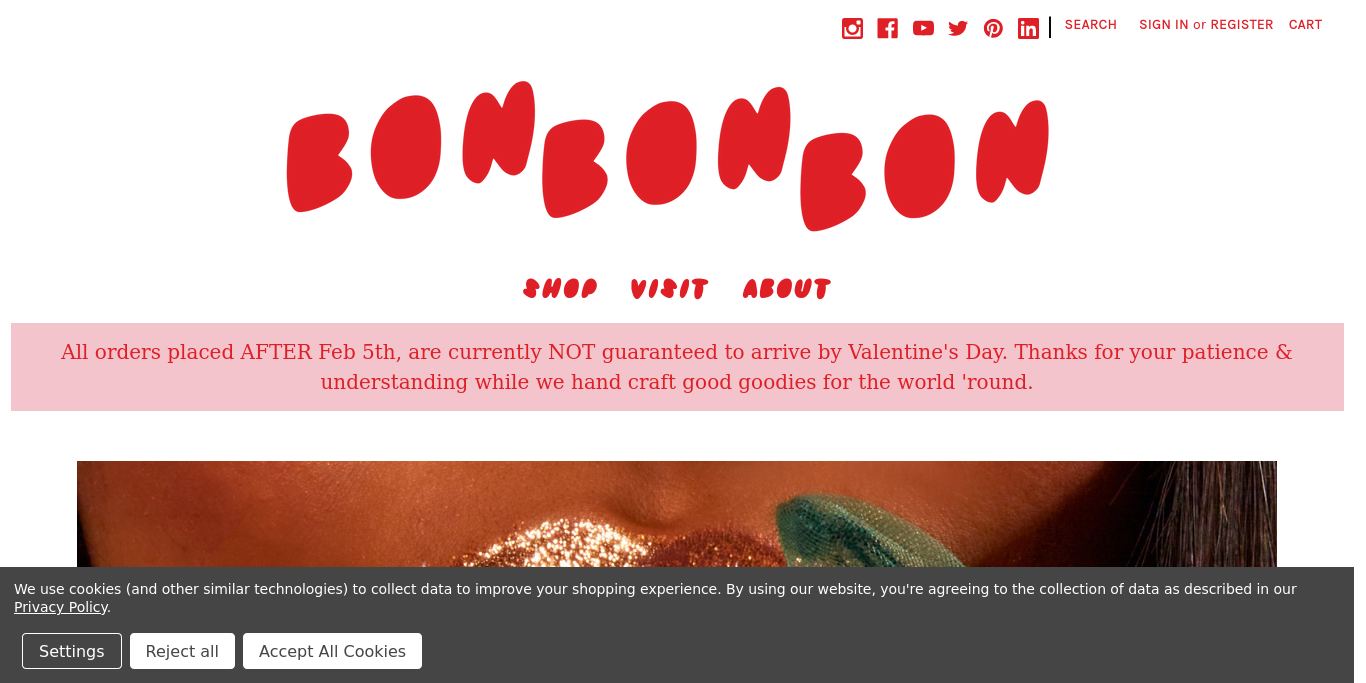 SEARCH SIGN IN or REGISTER CART
BONBONBON
SHOP VISIT ABOUT
All orders placed AFTER Feb 5th, are currently NOT guaranteed to arrive by Valentine's Day. Thanks for your patience &
understanding while we hand craft good goodies for the world 'round.
We use cookies (and other similar technologies) to collect data to improve your shopping experience. By using our website, you're agreeing to the collection of data as described in our
Privacy Policy.
Settings Reject all Accept All Cookies